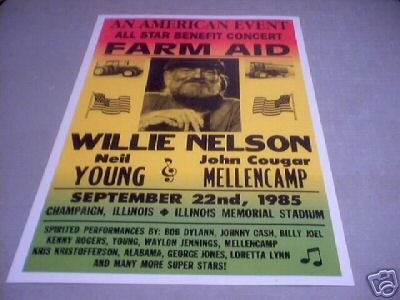 AN AMERICAN EVENT
ALL STAR BENEFIT CONCERT
FARM AID
WILLIE NELSON
Neil YOUNG & John Cougar MELLENCAMP
SEPTEMBER 22nd, 1985
CHAMPAIGN, ILLINOIS ◆ ILLINOIS MEMORIAL STADIUM
SPIRITED PERFORMANCES BY: BOB DYLANN, JOHNNY CASH, BILLY JOEL
KENNY ROGERS, YOUNG, WAYLON JENNINGS, MELLENCAMP
KRIS KRISTOFFERSON, ALABAMA, GEORGE JONES, LORETTA LYNN
AND MANY MORE SUPER STARS!